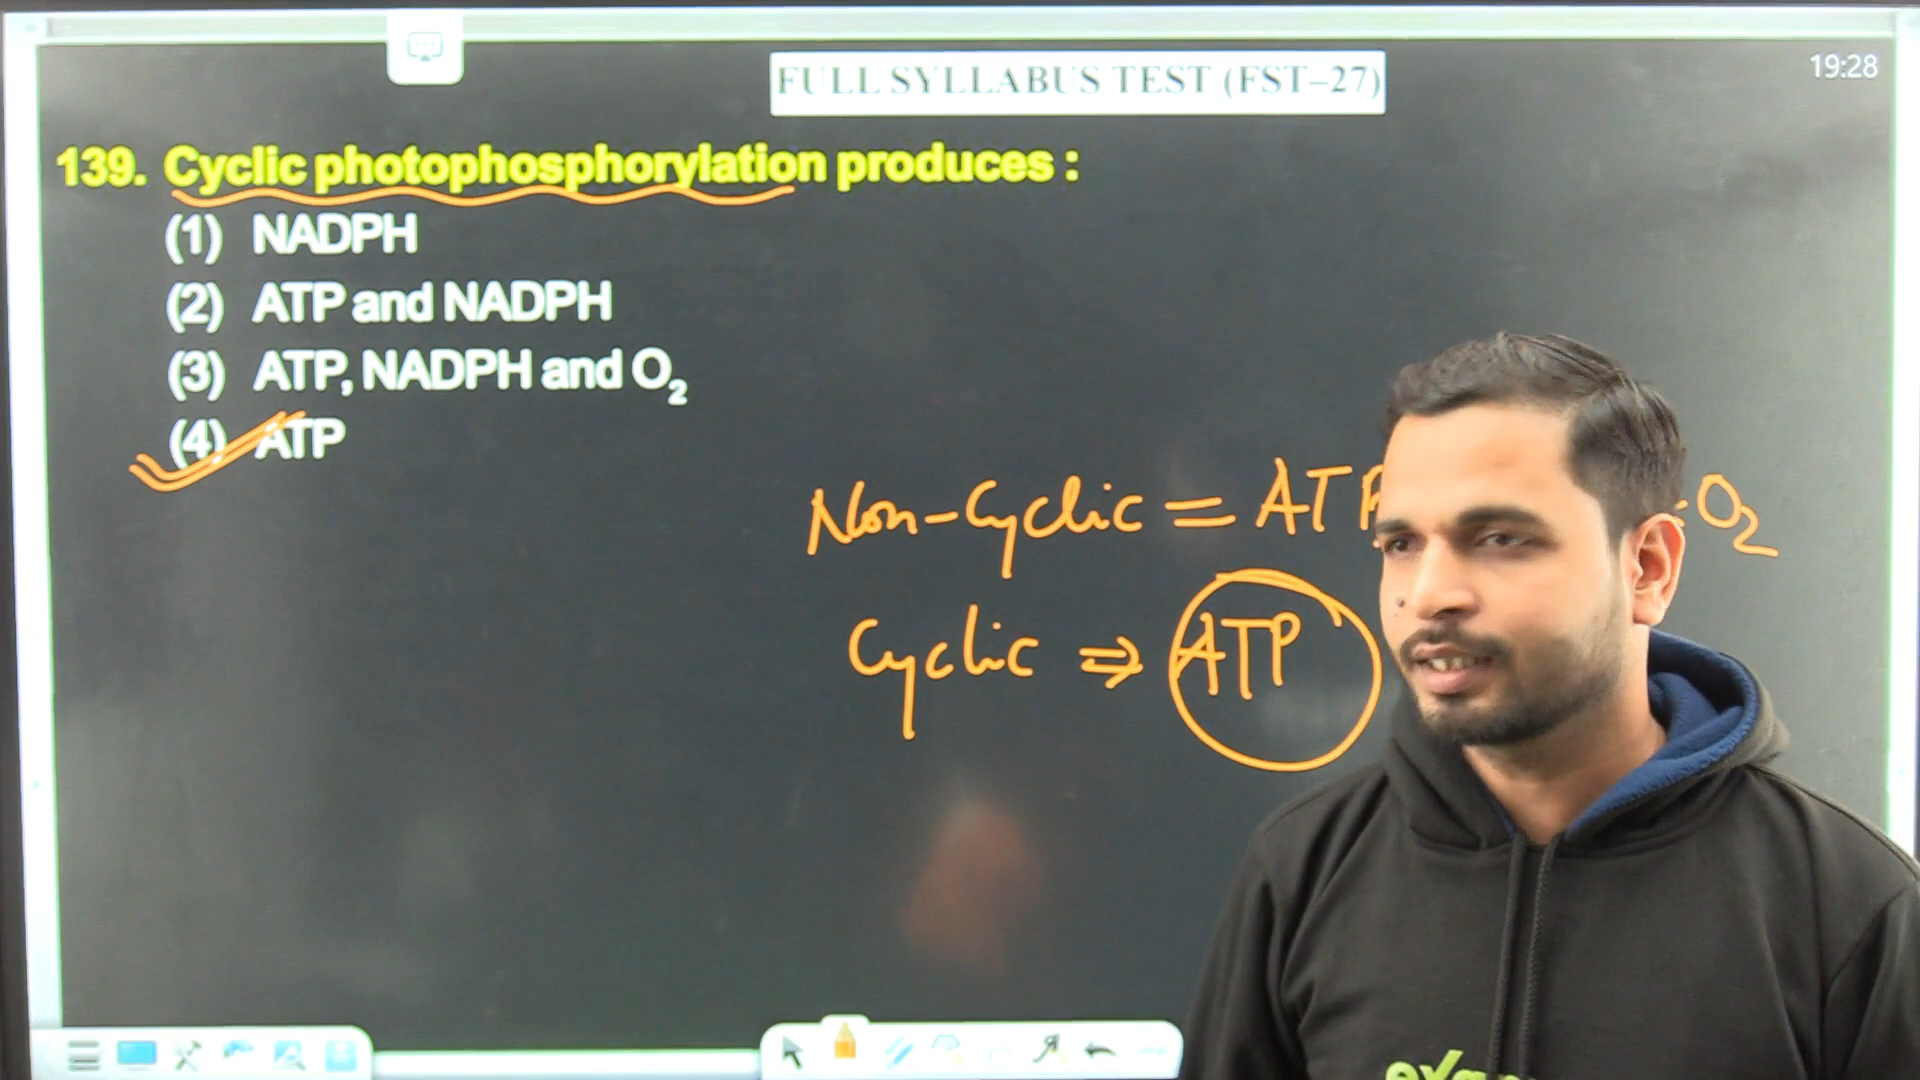 FULL SYLLABUS TEST (FST–27)
19:28
139. Cyclic photophosphorylation produces :
(1) NADPH
(2) ATP and NADPH
(3) ATP, NADPH and O₂
(4) ATP
Non-Cyclic = ATP O₂
Cyclic ⇒ ATP